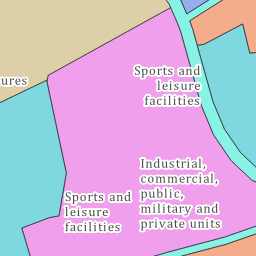 Sports and
leisure
facilities
ures
Industrial,
commercial,
public,
military and
private units
Sports and
leisure
facilities